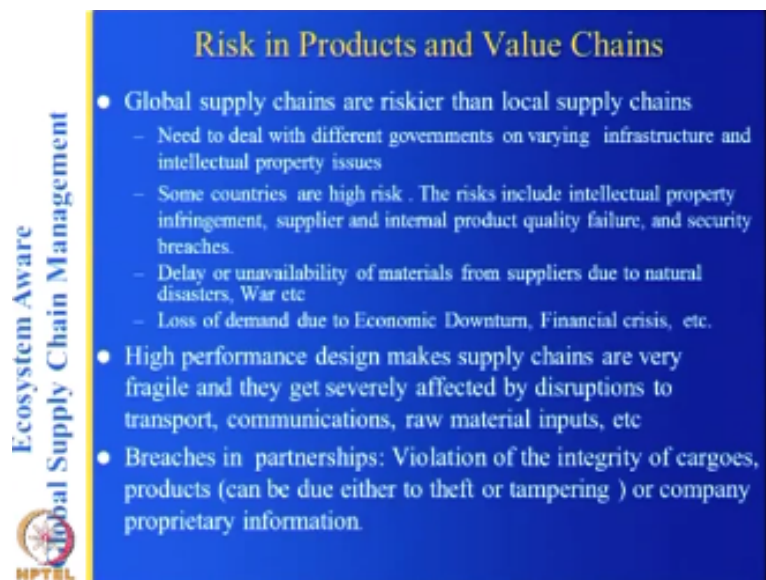 Risk in Products and Value Chains
Global supply chains are riskier than local supply chains
– Need to deal with different governments on varying infrastructure and
intellectual property issues
– Some countries are high risk . The risks include intellectual property
infringement, supplier and internal product quality failure, and security
breaches.
– Delay or unavailability of materials from suppliers due to natural
disasters, War etc
– Loss of demand due to Economic Downturn, Financial crisis, etc.
High performance design makes supply chains are very
fragile and they get severely affected by disruptions to
transport, communications, raw material inputs, etc
Breaches in partnerships: Violation of the integrity of cargoes,
products (can be due either to theft or tampering ) or company
proprietary information.
Ecosystem Aware
Global Supply Chain Management
NPTEL